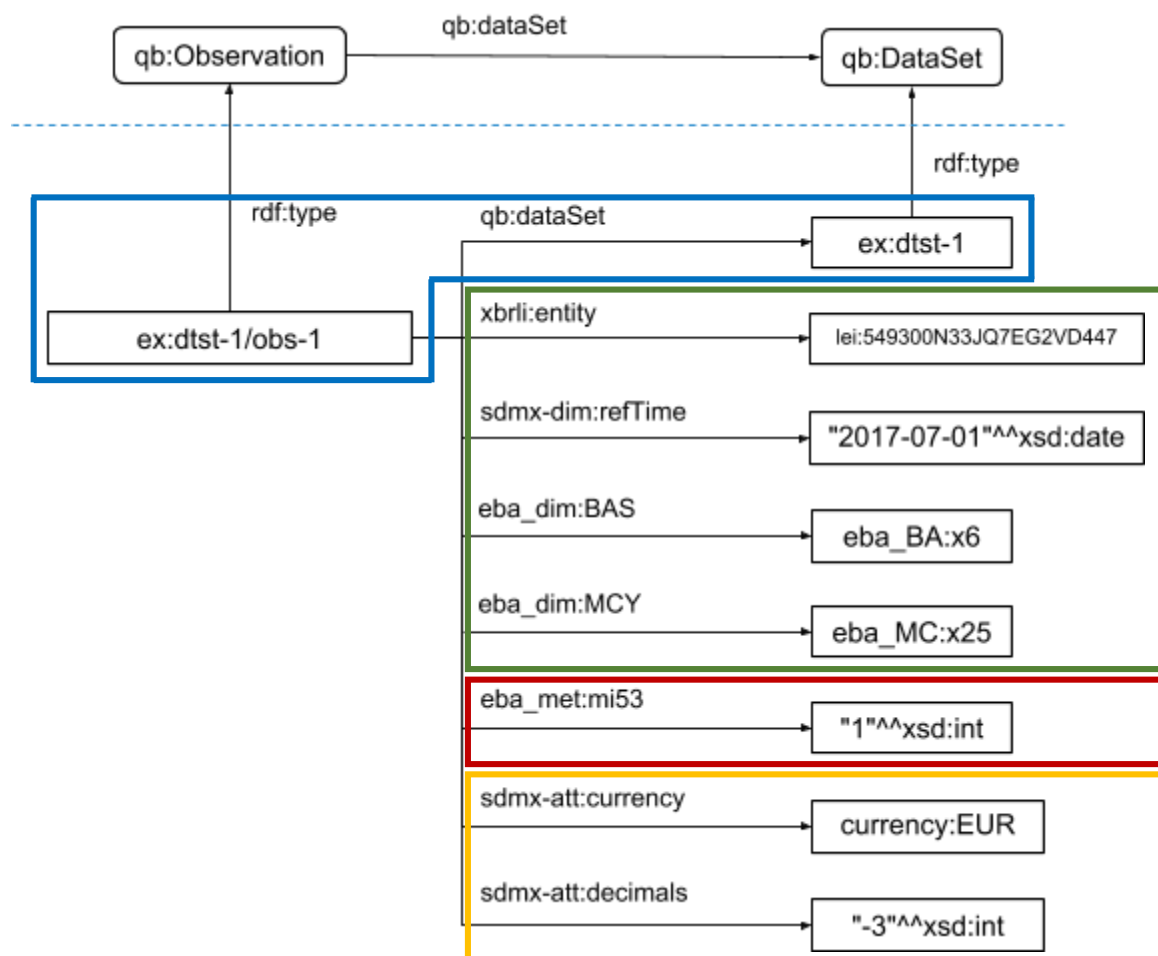 qb:dataSet
qb:Observation
qb:DataSet
rdf:type
rdf:type
qb:dataSet
ex:dtst-1
ex:dtst-1/obs-1
xbrli:entity
lei:549300N33JQ7EG2VD447
sdmx-dim:refTime
"2017-07-01"^^xsd:date
eba_dim:BAS
eba_BA:x6
eba_dim:MCY
eba_MC:x25
eba_met:mi53
"1"^^xsd:int
sdmx-att:currency
currency:EUR
sdmx-att:decimals
"-3"^^xsd:int